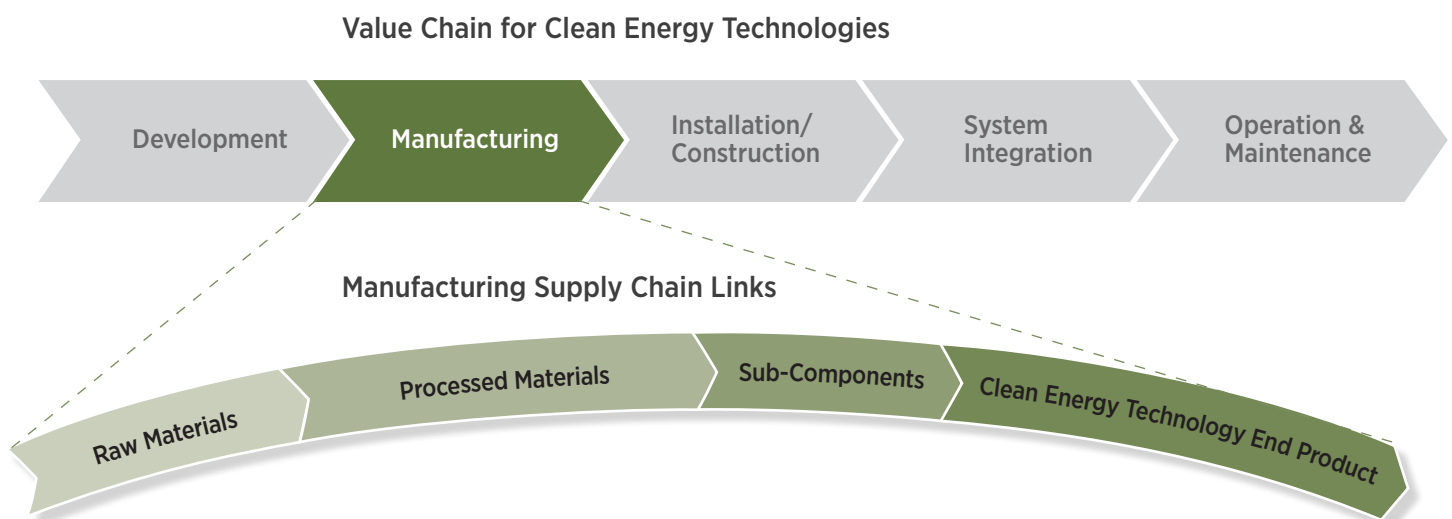 Value Chain for Clean Energy Technologies
Development
Manufacturing
Installation/
Construction
System
Integration
Operation &
Maintenance
Manufacturing Supply Chain Links
Raw Materials
Processed Materials
Sub-Components
Clean Energy Technology End Product